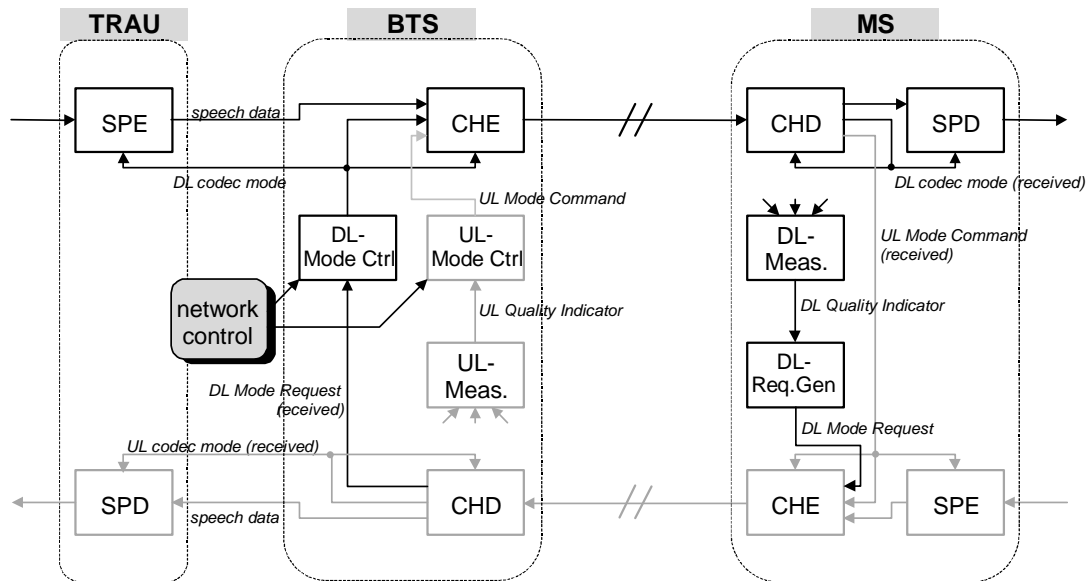 TRAU
BTS
MS
SPE
speech data
CHE
CHD
SPD
DL codec mode
DL codec mode (received)
UL Mode Command
DL-
Mode Ctrl
UL-
Mode Ctrl
DL-
Meas.
UL Mode Command
(received)
network
control
UL Quality Indicator
DL Quality Indicator
UL-
Meas.
DL-
Req.Gen
DL Mode Request
(received)
DL Mode Request
UL codec mode (received)
SPD
speech data
CHD
CHE
SPE